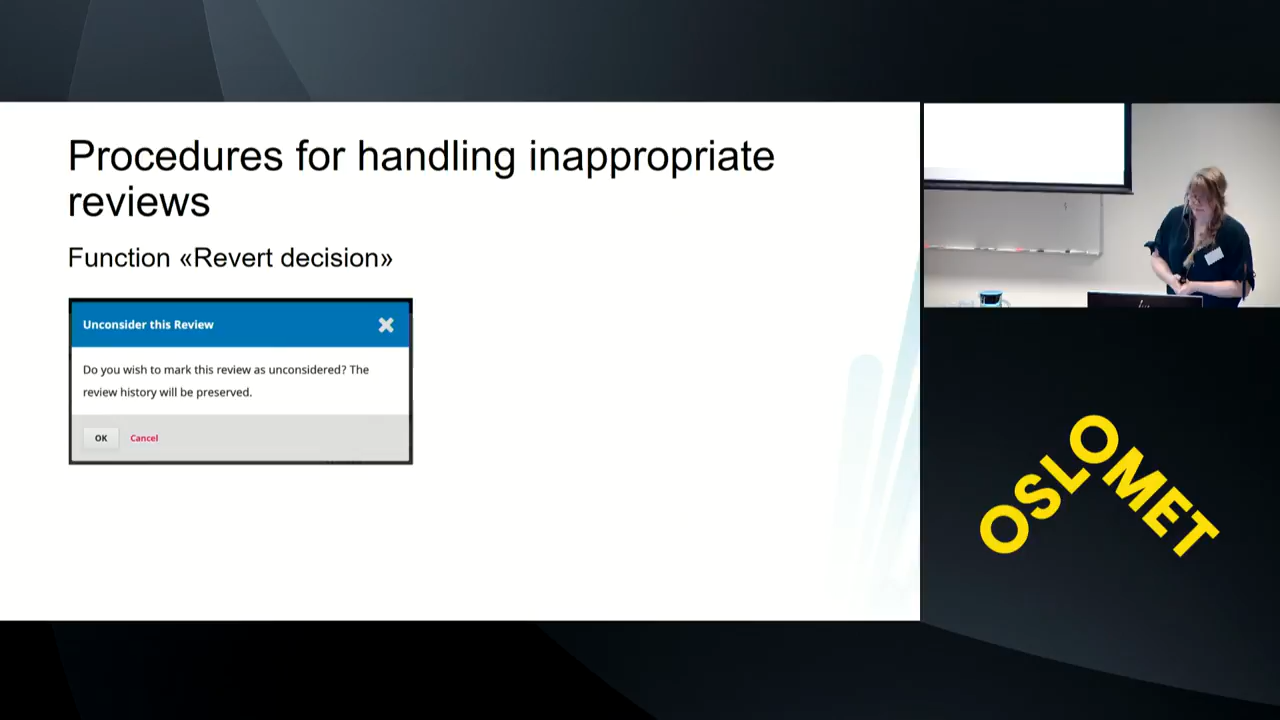 Procedures for handling inappropriate
reviews
Function «Revert decision»
Unconsider this Review
Do you wish to mark this review as unconsidered? The
review history will be preserved.
OK
Cancel
OSLOMET